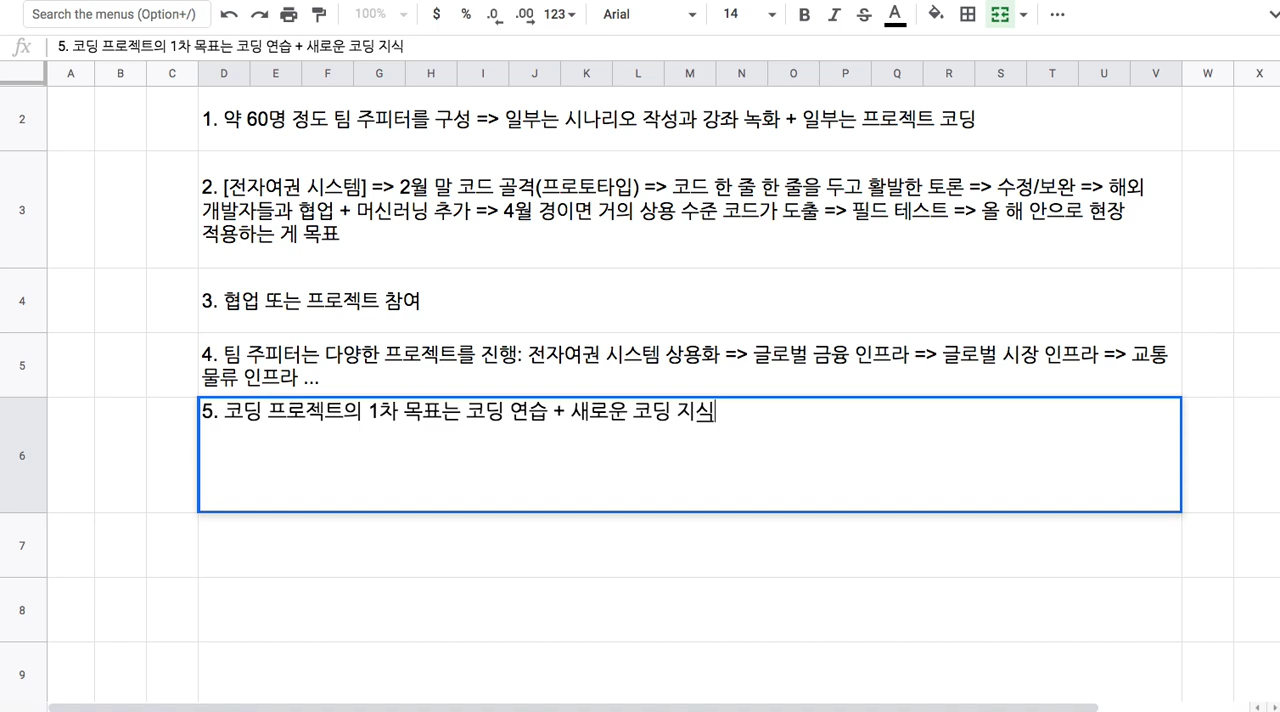 Search the menus (Option+/)
100%
$ % .0 .00 123
Arial
14
B I S A
fx 5. 코딩 프로젝트의 1차 목표는 코딩 연습 + 새로운 코딩 지식
A B C D E F G H I J K L M N O P Q R S T U V W X
2
1. 약 60명 정도 팀 주피터를 구성 => 일부는 시나리오 작성과 강좌 녹화 + 일부는 프로젝트 코딩
3
2. [전자여권 시스템] => 2월 말 코드 골격(프로토타입) => 코드 한 줄 한 줄을 두고 활발한 토론 => 수정/보완 => 해외
개발자들과 협업 + 머신러닝 추가 => 4월 경이면 거의 상용 수준 코드가 도출 => 필드 테스트 => 올 해 안으로 현장
적용하는 게 목표
4
3. 협업 또는 프로젝트 참여
5
4. 팀 주피터는 다양한 프로젝트를 진행: 전자여권 시스템 상용화 => 글로벌 금융 인프라 => 글로벌 시장 인프라 => 교통
물류 인프라 ...
6
5. 코딩 프로젝트의 1차 목표는 코딩 연습 + 새로운 코딩 지식
7
8
9